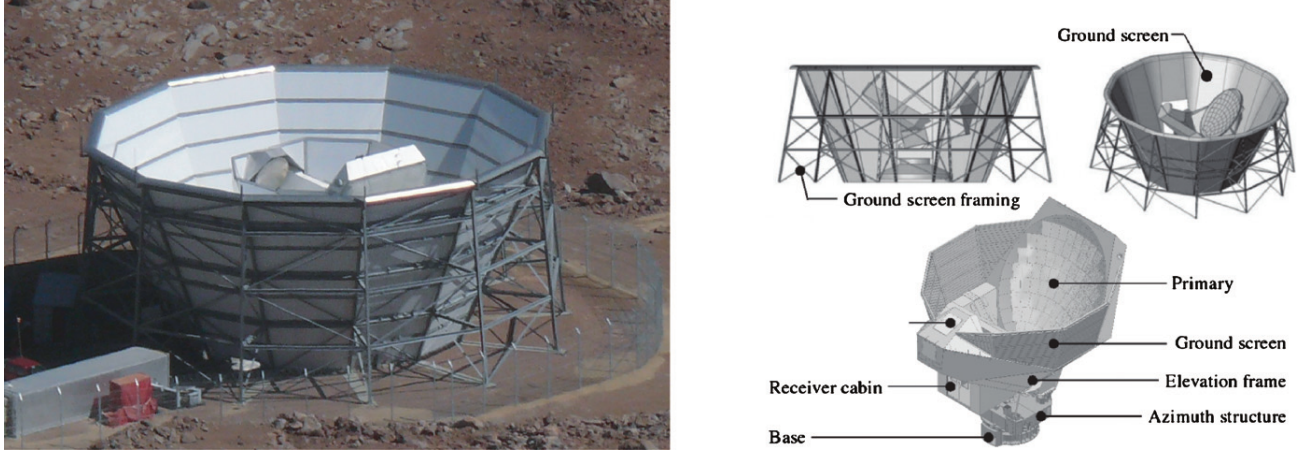 Ground screen
Ground screen framing
Primary
Ground screen
Receiver cabin
Elevation frame
Azimuth structure
Base